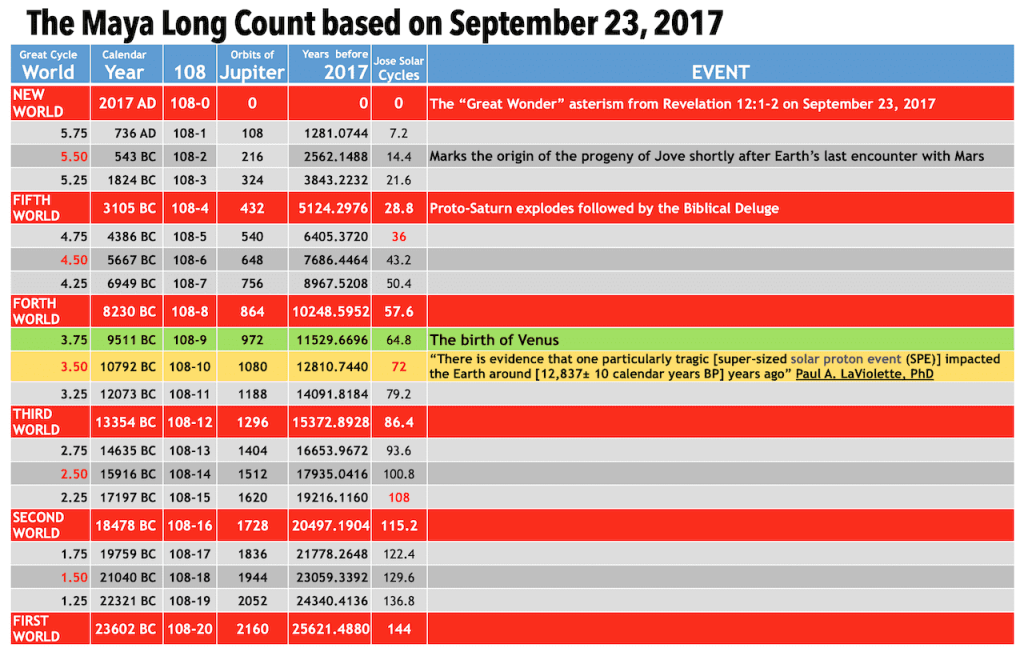 The Maya Long Count based on September 23, 2017
Great Cycle World Calendar Year 108 Orbits of Jupiter Years before 2017 Jose Solar Cycles EVENT
NEW WORLD 2017 AD 108-0 0 0 0 The “Great Wonder” asterism from Revelation 12:1-2 on September 23, 2017
5.75 736 AD 108-1 108 1281.0744 7.2
5.50 543 BC 108-2 216 2562.1488 14.4 Marks the origin of the progeny of Jove shortly after Earth’s last encounter with Mars
5.25 1824 BC 108-3 324 3843.2232 21.6
FIFTH WORLD 3105 BC 108-4 432 5124.2976 28.8 Proto-Saturn explodes followed by the Biblical Deluge
4.75 4386 BC 108-5 540 6405.3720 36
4.50 5667 BC 108-6 648 7686.4464 43.2
4.25 6949 BC 108-7 756 8967.5208 50.4
FORTH WORLD 8230 BC 108-8 864 10248.5952 57.6
3.75 9511 BC 108-9 972 11529.6696 64.8 The birth of Venus
3.50 10792 BC 108-10 1080 12810.7440 72 “There is evidence that one particularly tragic [super-sized solar proton event (SPE)] impacted
the Earth around [12,837± 10 calendar years BP] years ago” Paul A. LaViolette, PhD
3.25 12073 BC 108-11 1188 14091.8184 79.2
THIRD WORLD 13354 BC 108-12 1296 15372.8928 86.4
2.75 14635 BC 108-13 1404 16653.9672 93.6
2.50 15916 BC 108-14 1512 17935.0416 100.8
2.25 17197 BC 108-15 1620 19216.1160 108
SECOND WORLD 18478 BC 108-16 1728 20497.1904 115.2
1.75 19759 BC 108-17 1836 21778.2648 122.4
1.50 21040 BC 108-18 1944 23059.3392 129.6
1.25 22321 BC 108-19 2052 24340.4136 136.8
FIRST WORLD 23602 BC 108-20 2160 25621.4880 144